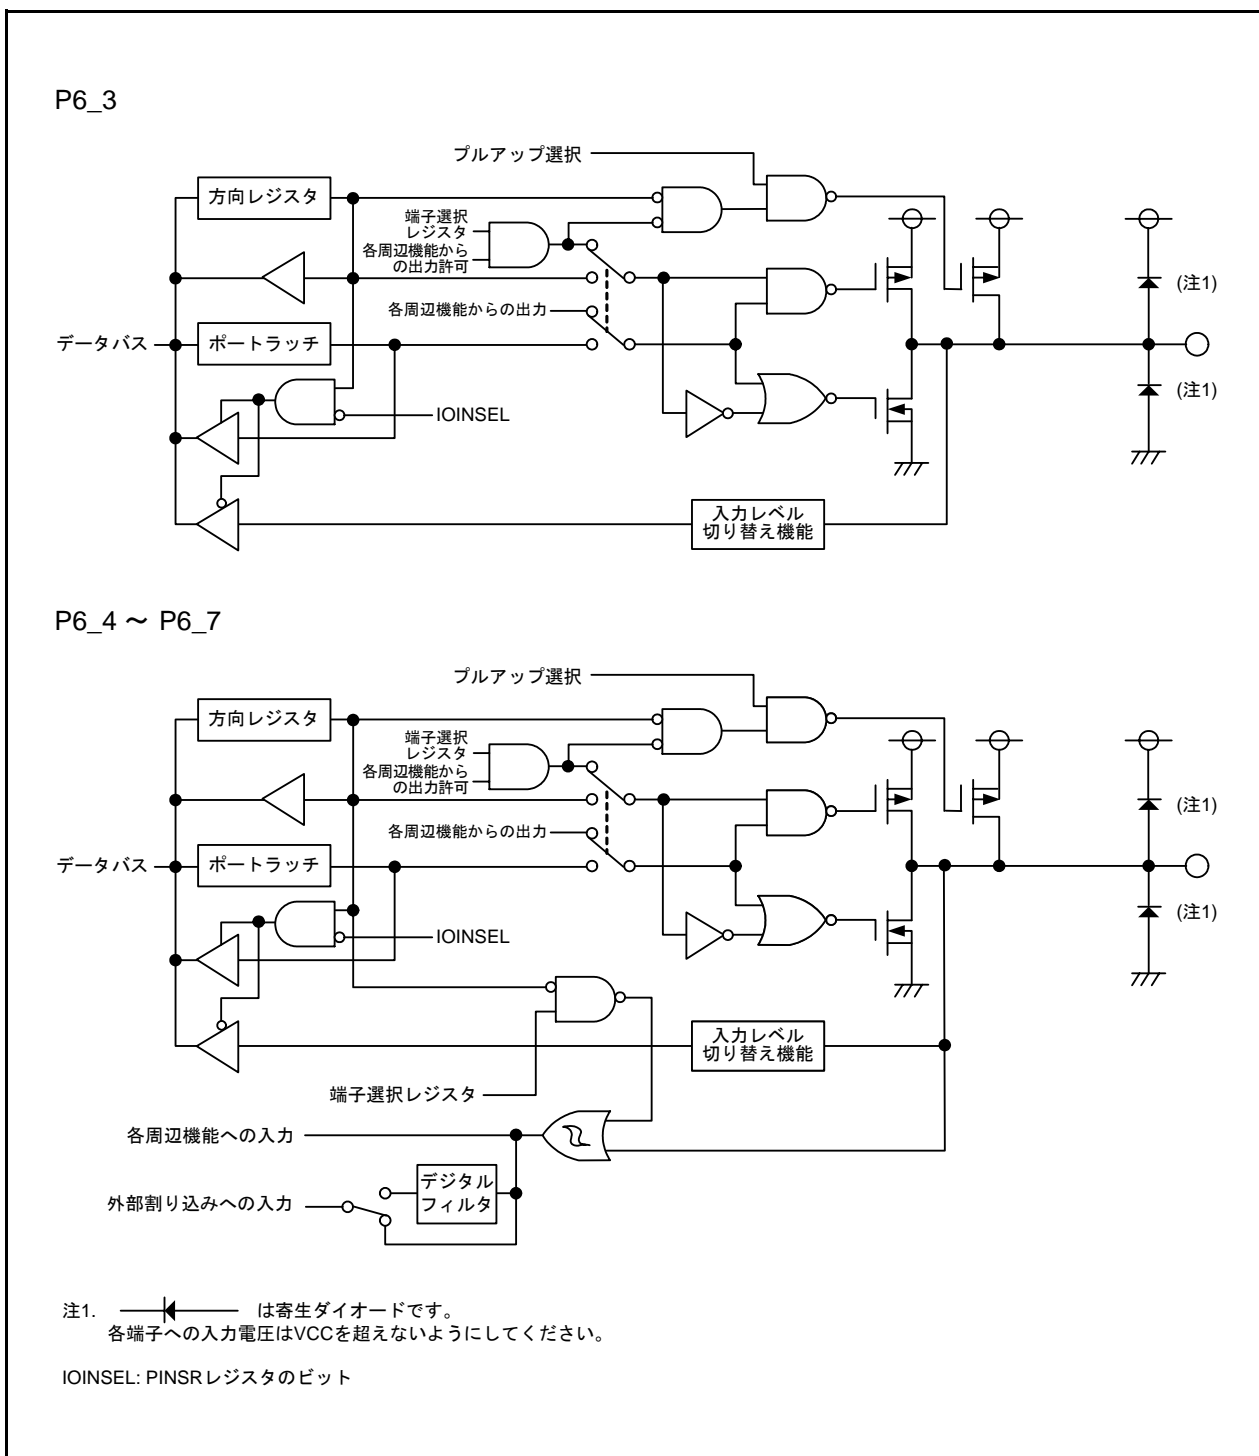 P6_3
プルアップ選択
方向レジスタ
端子選択
レジスタ
各周辺機能から
の出力許可
(注1)
各周辺機能からの出力
データバス
ポートラッチ
(注1)
IOINSEL
入力レベル
切り替え機能
P6_4 ～ P6_7
プルアップ選択
方向レジスタ
端子選択
レジスタ
各周辺機能から
の出力許可
(注1)
各周辺機能からの出力
データバス
ポートラッチ
(注1)
IOINSEL
入力レベル
切り替え機能
端子選択レジスタ
各周辺機能への入力
デジタル
フィルタ
外部割り込みへの入力
注1. は寄生ダイオードです。
各端子への入力電圧はVCCを超えないようにしてください。
IOINSEL: PINSRレジスタのビット